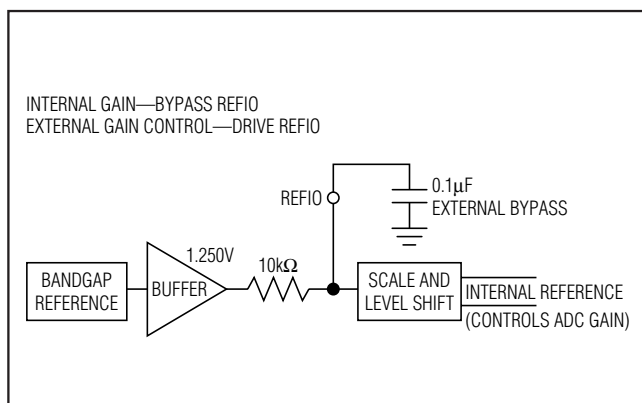 INTERNAL GAIN—BYPASS REFIO
EXTERNAL GAIN CONTROL—DRIVE REFIO
REFIO
0.1μF
EXTERNAL BYPASS
1.250V
10kΩ
BANDGAP
REFERENCE
BUFFER
SCALE AND
LEVEL SHIFT
INTERNAL REFERENCE
(CONTROLS ADC GAIN)